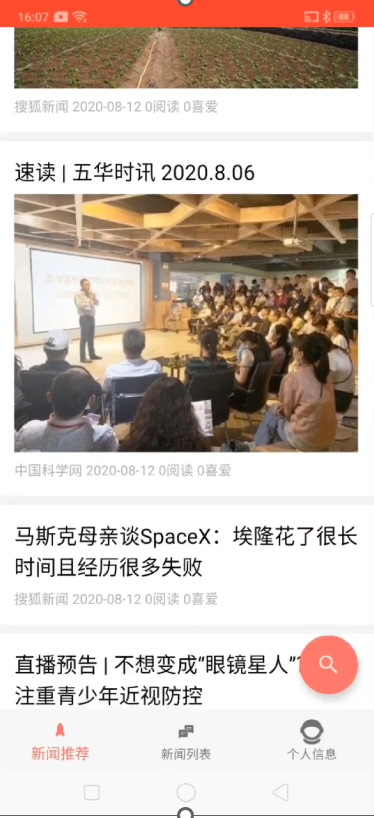 16:07
搜狐新闻 2020-08-12 0阅读 0喜爱
速读 | 五华时讯 2020.8.06
中国科学网 2020-08-12 0阅读 0喜爱
马斯克母亲谈SpaceX：埃隆花了很长
时间且经历很多失败
搜狐新闻 2020-08-12 0阅读 0喜爱
直播预告 | 不想变成“眼镜星人”?
注重青少年近视防控
新闻推荐
新闻列表
个人信息